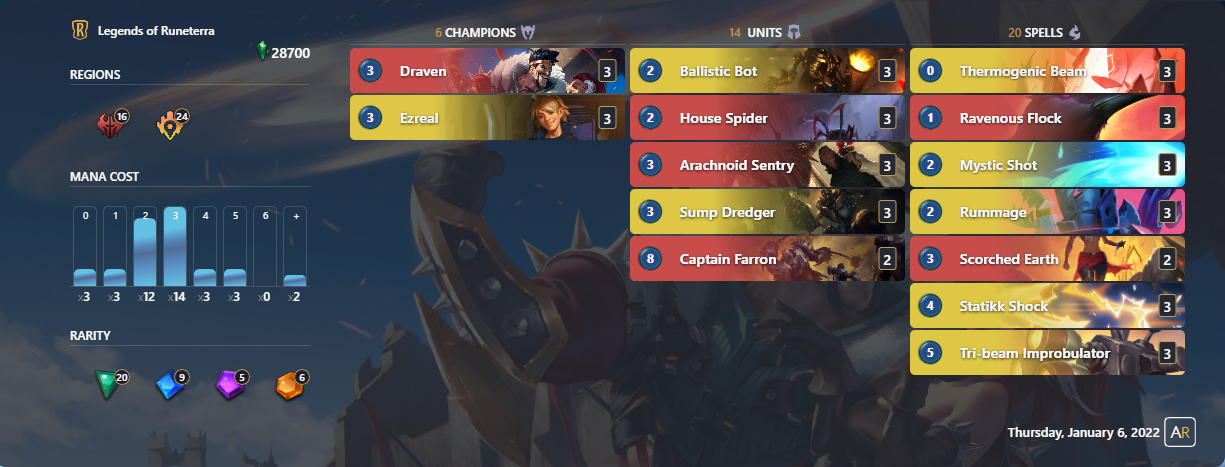 Legends of Runeterra
28700
REGIONS
16
24
MANA COST
0 1 2 3 4 5 6 +
x3 x3 x12 x14 x3 x3 x0 x2
RARITY
20
9
5
6
6 CHAMPIONS
3 Draven 3
3 Ezreal 3
14 UNITS
2 Ballistic Bot 3
2 House Spider 3
3 Arachnoid Sentry 3
3 Sump Dredger 3
8 Captain Farron 2
20 SPELLS
0 Thermogenic Beam 3
1 Ravenous Flock 3
2 Mystic Shot 3
2 Rummage 3
3 Scorched Earth 2
4 Statikk Shock 3
5 Tri-beam Improbulator 3
Thursday, January 6, 2022 AR